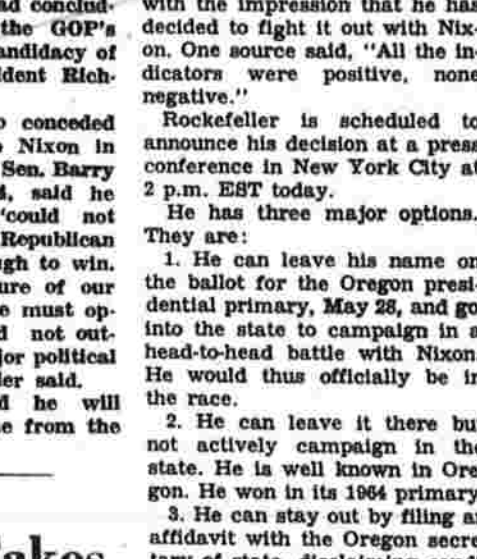 ad conclud-
the GOP's
andidacy of
ident Rich-
o conceded
Nixon in
Sen. Barry
said he
"could not
Republican
gh to win.
ure of our
e must op-
d not out-
jor political
er said.
d he will
e from the
with the impression that he has
decided to fight it out with Nix-
on. One source said, "All the in-
dicators were positive, none
negative."
Rockefeller is scheduled to
announce his decision at a press
conference in New York City at
2 p.m. EST today.
He has three major options.
They are:
1. He can leave his name on
the ballot for the Oregon presi-
dential primary, May 28, and go
into the state to campaign in a
head-to-head battle with Nixon.
He would thus officially be in
the race.
2. He can leave it there but
not actively campaign in the
state. He is well known in Ore
gon. He won in its 1964 primary
3. He can stay out by filing a
affidavit with the Oregon secre